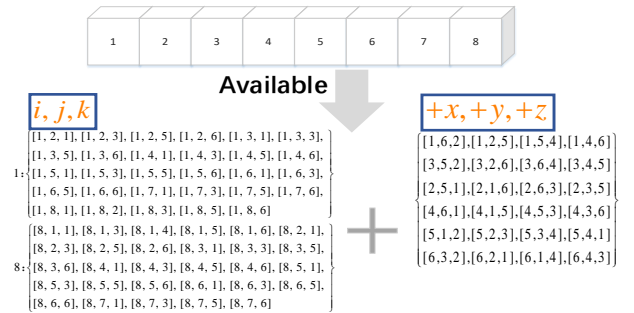 1 2 3 4 5 6 7 8
Available
i, j, k
+x, +y, +z
1:
[1, 2, 1], [1, 2, 3], [1, 2, 5], [1, 2, 6], [1, 3, 1], [1, 3, 3],
[1, 3, 5], [1, 3, 6], [1, 4, 1], [1, 4, 3], [1, 4, 5], [1, 4, 6],
[1, 5, 1], [1, 5, 3], [1, 5, 5], [1, 5, 6], [1, 6, 1], [1, 6, 3],
[1, 6, 5], [1, 6, 6], [1, 7, 1], [1, 7, 3], [1, 7, 5], [1, 7, 6],
[1, 8, 1], [1, 8, 2], [1, 8, 3], [1, 8, 5], [1, 8, 6]
8:
[8, 1, 1], [8, 1, 3], [8, 1, 4], [8, 1, 5], [8, 1, 6], [8, 2, 1],
[8, 2, 3], [8, 2, 5], [8, 2, 6], [8, 3, 1], [8, 3, 3], [8, 3, 5],
[8, 3, 6], [8, 4, 1], [8, 4, 3], [8, 4, 5], [8, 4, 6], [8, 5, 1],
[8, 5, 3], [8, 5, 5], [8, 5, 6], [8, 6, 1], [8, 6, 3], [8, 6, 5],
[8, 6, 6], [8, 7, 1], [8, 7, 3], [8, 7, 5], [8, 7, 6]
[1,6,2],[1,2,5],[1,5,4],[1,4,6]
[3,5,2],[3,2,6],[3,6,4],[3,4,5]
[2,5,1],[2,1,6],[2,6,3],[2,3,5]
[4,6,1],[4,1,5],[4,5,3],[4,3,6]
[5,1,2],[5,2,3],[5,3,4],[5,4,1]
[6,3,2],[6,2,1],[6,1,4],[6,4,3]